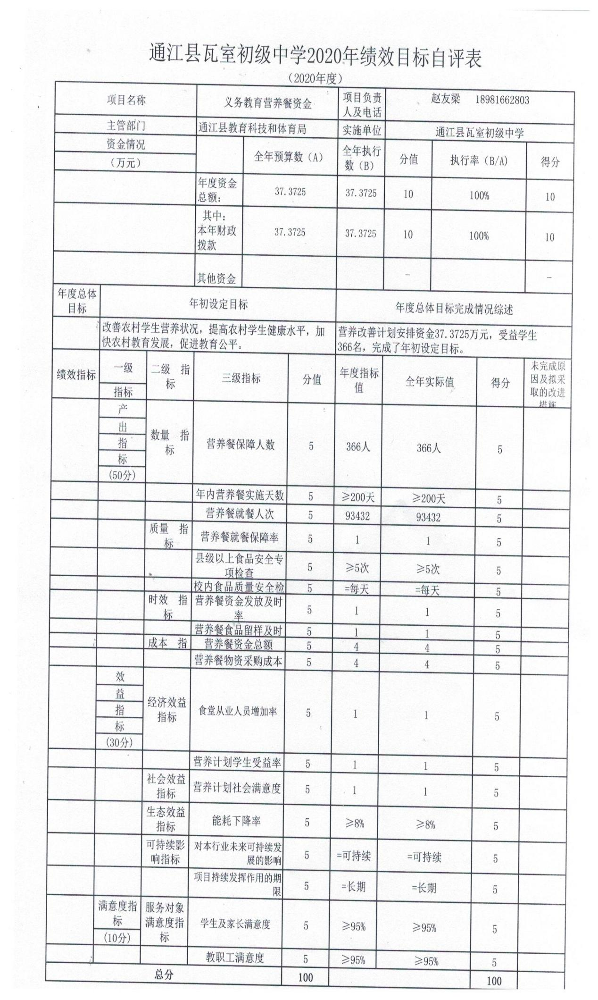 通江县瓦室初级中学2020年绩效目标自评表
（2020年度）
项目名称 义务教育营养餐资金 项目负责人及电话 赵友梁 18981662803
主管部门 通江县教育科技和体育局 实施单位 通江县瓦室初级中学
资金情况
（万元）
全年预算数（A） 全年执行数（B） 分值 执行率（B/A) 得分
年度资金总额： 37.3725 37.3725 10 100% 10
其中：本年财政拨款 37.3725 37.3725 10 100% 10
其他资金 - -
年度总体目标 年初设定目标 年度总体目标完成情况综述
改善农村学生营养状况，提高农村学生健康水平，加快农村教育发展，促进教育公平。 营养改善计划安排资金37.3725万元，受益学生366名，完成了年初设定目标。
绩效指标 一级指标 二级 指标 三级指标 分值 年度指标值 全年实际值 得分 未完成原因及拟采取的改进措施
产出指标(50分) 数量 指标 营养餐保障人数 5 366人 366人 5
年内营养餐实施天数 5 ≥200天 ≥200天 5
营养餐就餐人次 5 93432 93432 5
质量 指标 营养餐就餐保障率 5 1 1 5
县级以上食品安全专项检查 5 ≥5次 ≥5次 5
校内食品质量安全检 5 =每天 =每天 5
时效 指标 营养餐资金发放及时率 5 1 1 5
营养餐食品留样及时 5 1 1 5
成本 指 营养餐资金总额 5 4 4 5
营养餐物资采购成本 5 4 4 5
效益指标(30分) 经济效益指标 食堂从业人员增加率 5 1 1 5
营养计划学生受益率 5 1 1 5
社会效益指标 营养计划社会满意度 5 1 1 5
生态效益指标 能耗下降率 5 ≥8% ≥8% 5
可持续影响指标 对本行业未来可持续发展的影响 5 =可持续 =可持续 5
项目持续发挥作用的期限 5 =长期 =长期 5
满意度指标(10分) 服务对象满意度指标 学生及家长满意度 5 ≥95% ≥95% 5
教职工满意度 5 ≥95% ≥95% 5
总分 100 100